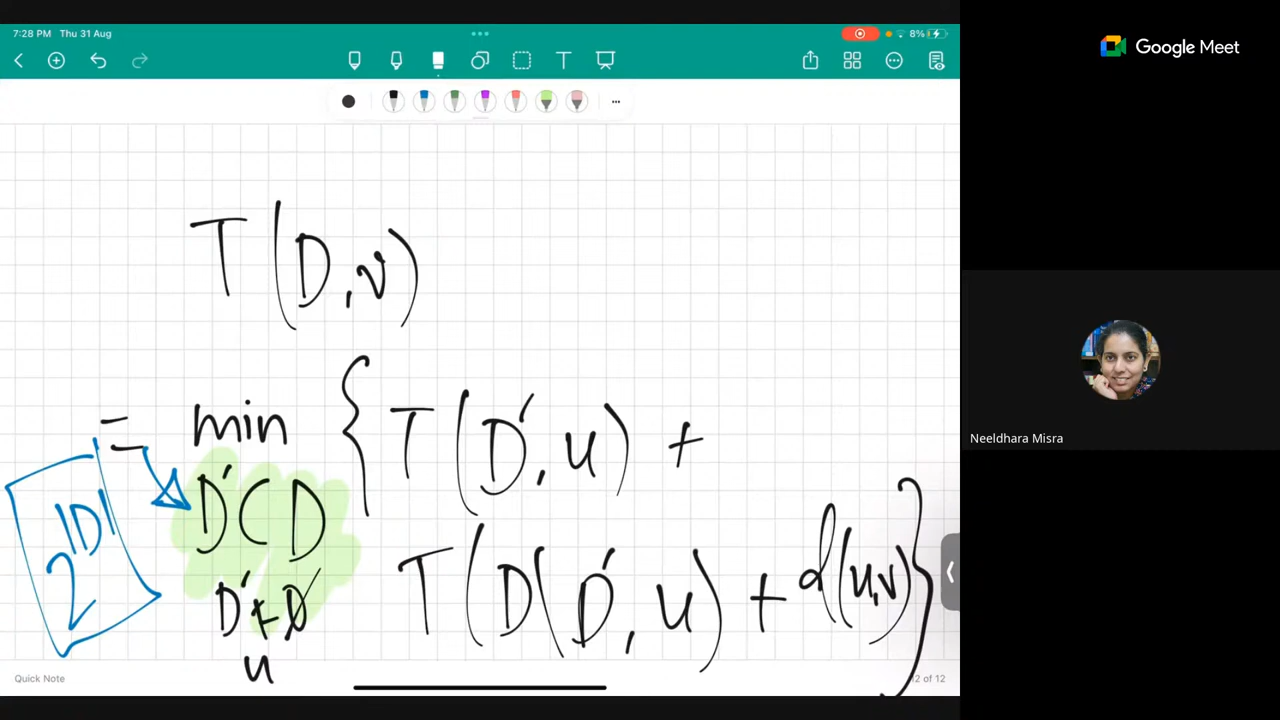 7:28 PM Thu 31 Aug
8%
Google Meet
T
T (D, v)
= min { T (D', u) +
D' ⊂ D
2^|D|
T (D \ D', u) + d(u,v) }
D' ≠ ∅
u
Quick Note
12 of 12
Neeldhara Misra